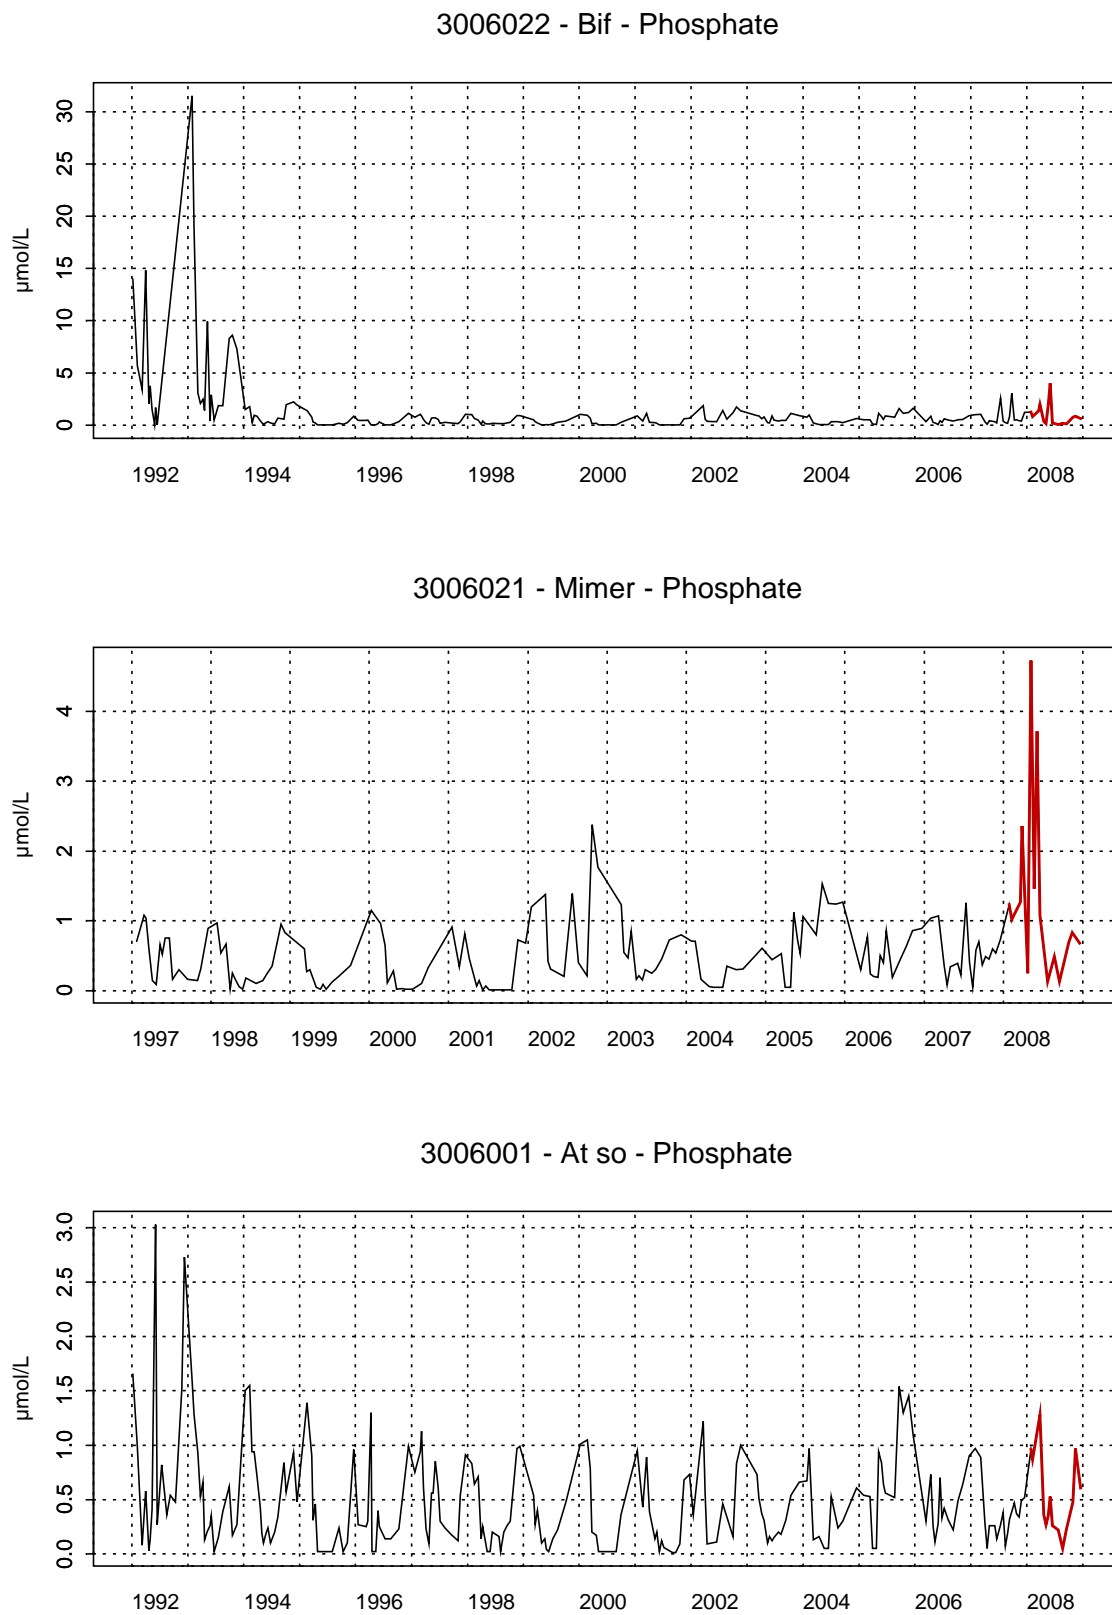 3006022 - Bif - Phosphate
30
25
20
15
10
5
0
µmol/L
1992 1994 1996 1998 2000 2002 2004 2006 2008
3006021 - Mimer - Phosphate
4
3
2
1
0
µmol/L
1997 1998 1999 2000 2001 2002 2003 2004 2005 2006 2007 2008
3006001 - At so - Phosphate
3.0
2.5
2.0
1.5
1.0
0.5
0.0
µmol/L
1992 1994 1996 1998 2000 2002 2004 2006 2008